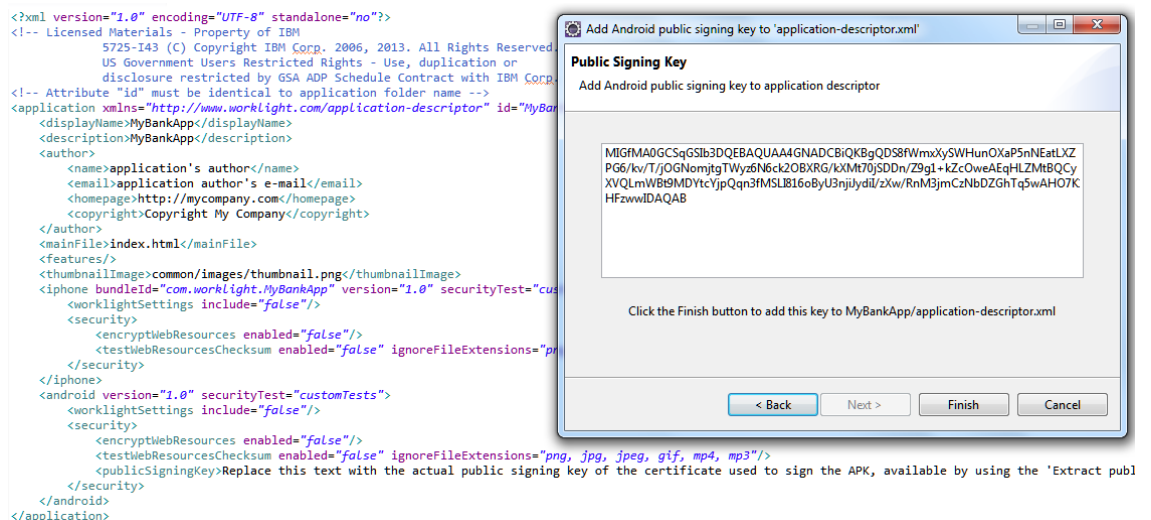 <?xml version="1.0" encoding="UTF-8" standalone="no"?>
<!-- Licensed Materials - Property of IBM
5725-I43 (C) Copyright IBM Corp. 2006, 2013. All Rights Reserved.
US Government Users Restricted Rights - Use, duplication or
disclosure restricted by GSA ADP Schedule Contract with IBM Corp.
<!-- Attribute "id" must be identical to application folder name -->
<application xmlns="http://www.worklight.com/application-descriptor" id="MyBan
<displayName>MyBankApp</displayName>
<description>MyBankApp</description>
<author>
<name>application's author</name>
<email>application author's e-mail</email>
<homepage>http://mycompany.com</homepage>
<copyright>Copyright My Company</copyright>
</author>
<mainFile>index.html</mainFile>
<features/>
<thumbnailImage>common/images/thumbnail.png</thumbnailImage>
<iphone bundleId="com.worklight.MyBankApp" version="1.0" securityTest="cus
<worklightSettings include="false"/>
<security>
<encryptWebResources enabled="false"/>
<testWebResourcesChecksum enabled="false" ignoreFileExtensions="pn
</security>
</iphone>
<android version="1.0" securityTest="customTests">
<worklightSettings include="false"/>
<security>
<encryptWebResources enabled="false"/>
<testWebResourcesChecksum enabled="false" ignoreFileExtensions="png, jpg, jpeg, gif, mp4, mp3"/>
<publicSigningKey>Replace this text with the actual public signing key of the certificate used to sign the APK, available by using the 'Extract publ
</security>
</android>
</application>
Add Android public signing key to 'application-descriptor.xml'
Public Signing Key
Add Android public signing key to application descriptor
MIGfMA0GCSqGSIb3DQEBAQUAA4GNADCBiQKBgQDS8fWmxXySWHunOXaP5nNEatLXZ
PG6/kv/T/jOGNomjtgTWyz6N6ck2OBXRG/kXMt70jSDDn/Z9g1+kZcOweAEqHLZMtBQCy
XVQLmWBt9MDYtcYjpQqn3fMSLI816oByU3njiJydiI/zXw/RnM3jmCzNbDZGhTq5wAHO7K
HFzwwIDAQAB
Click the Finish button to add this key to MyBankApp/application-descriptor.xml
< Back
Next >
Finish
Cancel